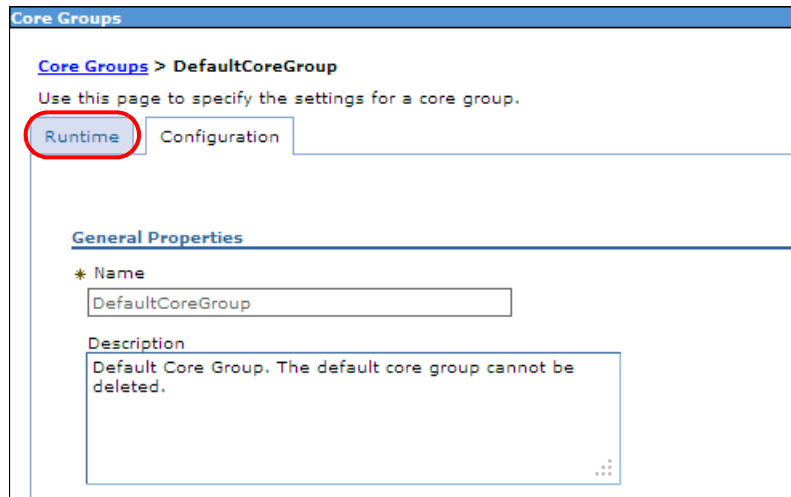 Core Groups
Core Groups > DefaultCoreGroup
Use this page to specify the settings for a core group.
Runtime Configuration
General Properties
* Name
DefaultCoreGroup
Description
Default Core Group. The default core group cannot be
deleted.